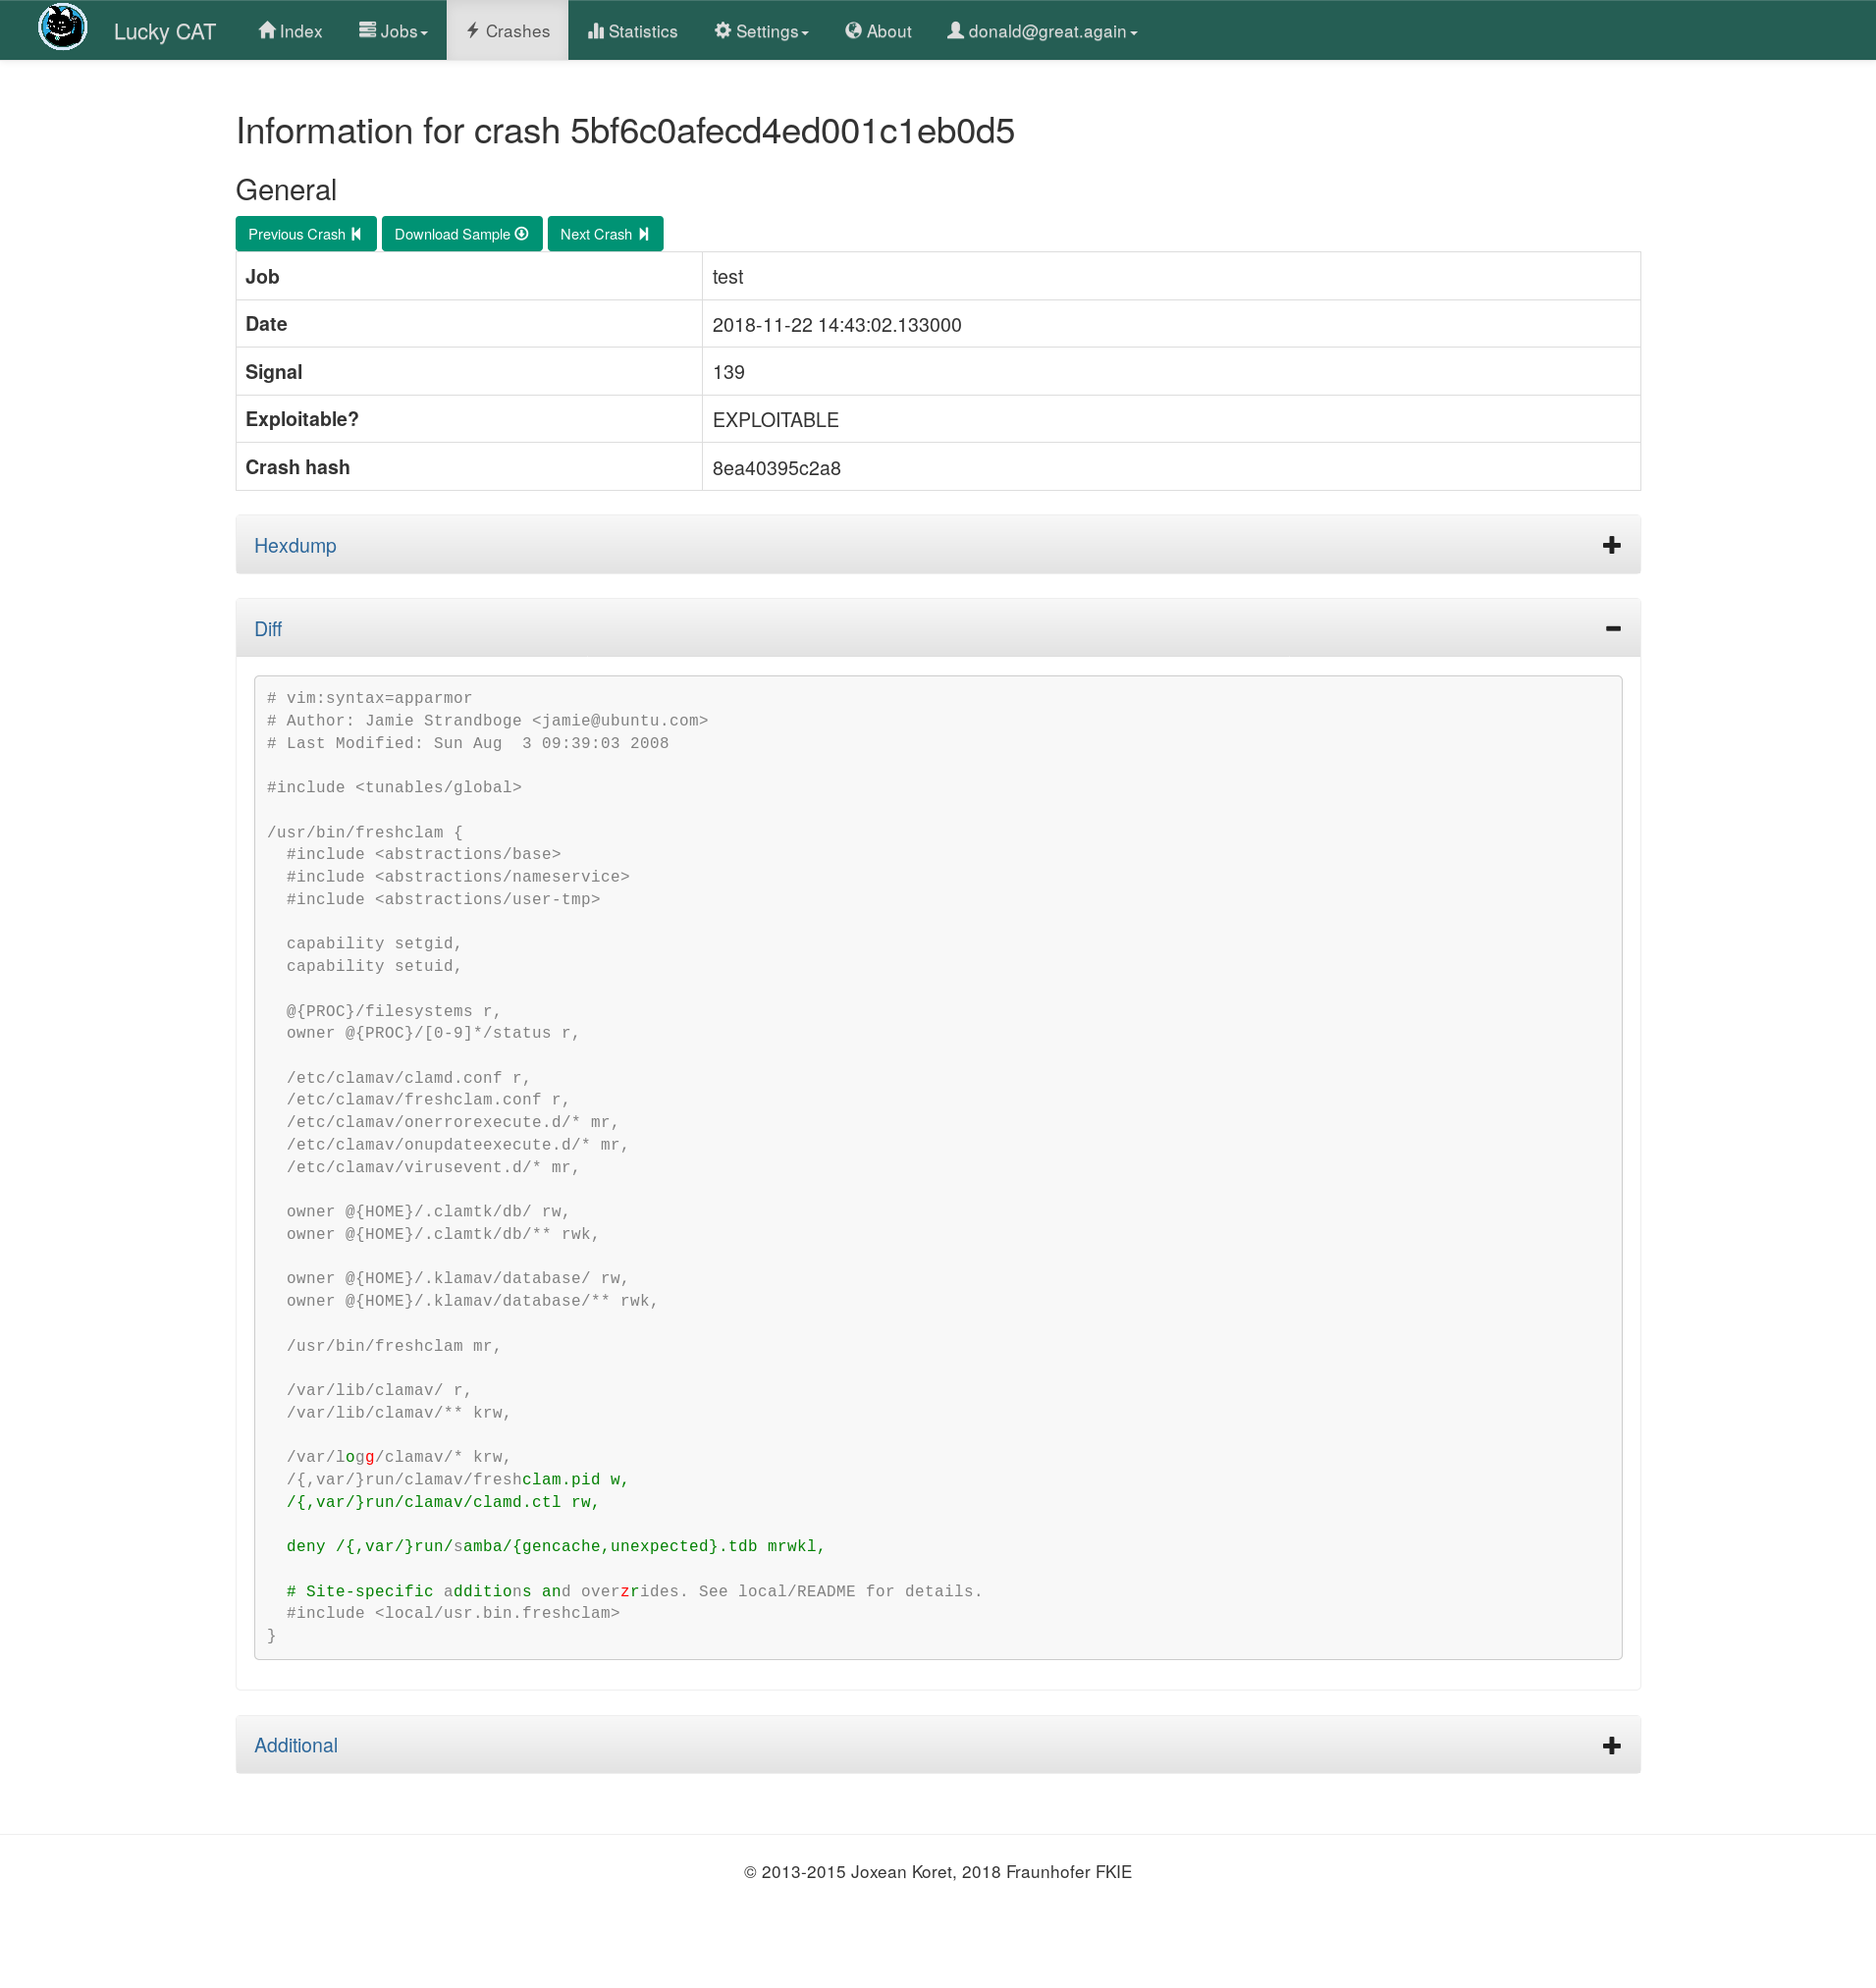 Lucky CAT Index Jobs Crashes Statistics Settings About donald@great.again
Information for crash 5bf6c0afecd4ed001c1eb0d5
General
Previous Crash Download Sample Next Crash
Job test
Date 2018-11-22 14:43:02.133000
Signal 139
Exploitable? EXPLOITABLE
Crash hash 8ea40395c2a8
Hexdump
Diff
# vim:syntax=apparmor
# Author: Jamie Strandboge <jamie@ubuntu.com>
# Last Modified: Sun Aug  3 09:39:03 2008
#include <tunables/global>
/usr/bin/freshclam {
  #include <abstractions/base>
  #include <abstractions/nameservice>
  #include <abstractions/user-tmp>
  capability setgid,
  capability setuid,
  @{PROC}/filesystems r,
  owner @{PROC}/[0-9]*/status r,
  /etc/clamav/clamd.conf r,
  /etc/clamav/freshclam.conf r,
  /etc/clamav/onerrorexecute.d/* mr,
  /etc/clamav/onupdateexecute.d/* mr,
  /etc/clamav/virusevent.d/* mr,
  owner @{HOME}/.clamtk/db/ rw,
  owner @{HOME}/.clamtk/db/** rwk,
  owner @{HOME}/.klamav/database/ rw,
  owner @{HOME}/.klamav/database/** rwk,
  /usr/bin/freshclam mr,
  /var/lib/clamav/ r,
  /var/lib/clamav/** krw,
  /var/logg/clamav/* krw,
  /{,var/}run/clamav/freshclam.pid w,
  /{,var/}run/clamav/clamd.ctl rw,
  deny /{,var/}run/samba/{gencache,unexpected}.tdb mrwkl,
  # Site-specific additions and overzrides. See local/README for details.
  #include <local/usr.bin.freshclam>
}
Additional
© 2013-2015 Joxean Koret, 2018 Fraunhofer FKIE